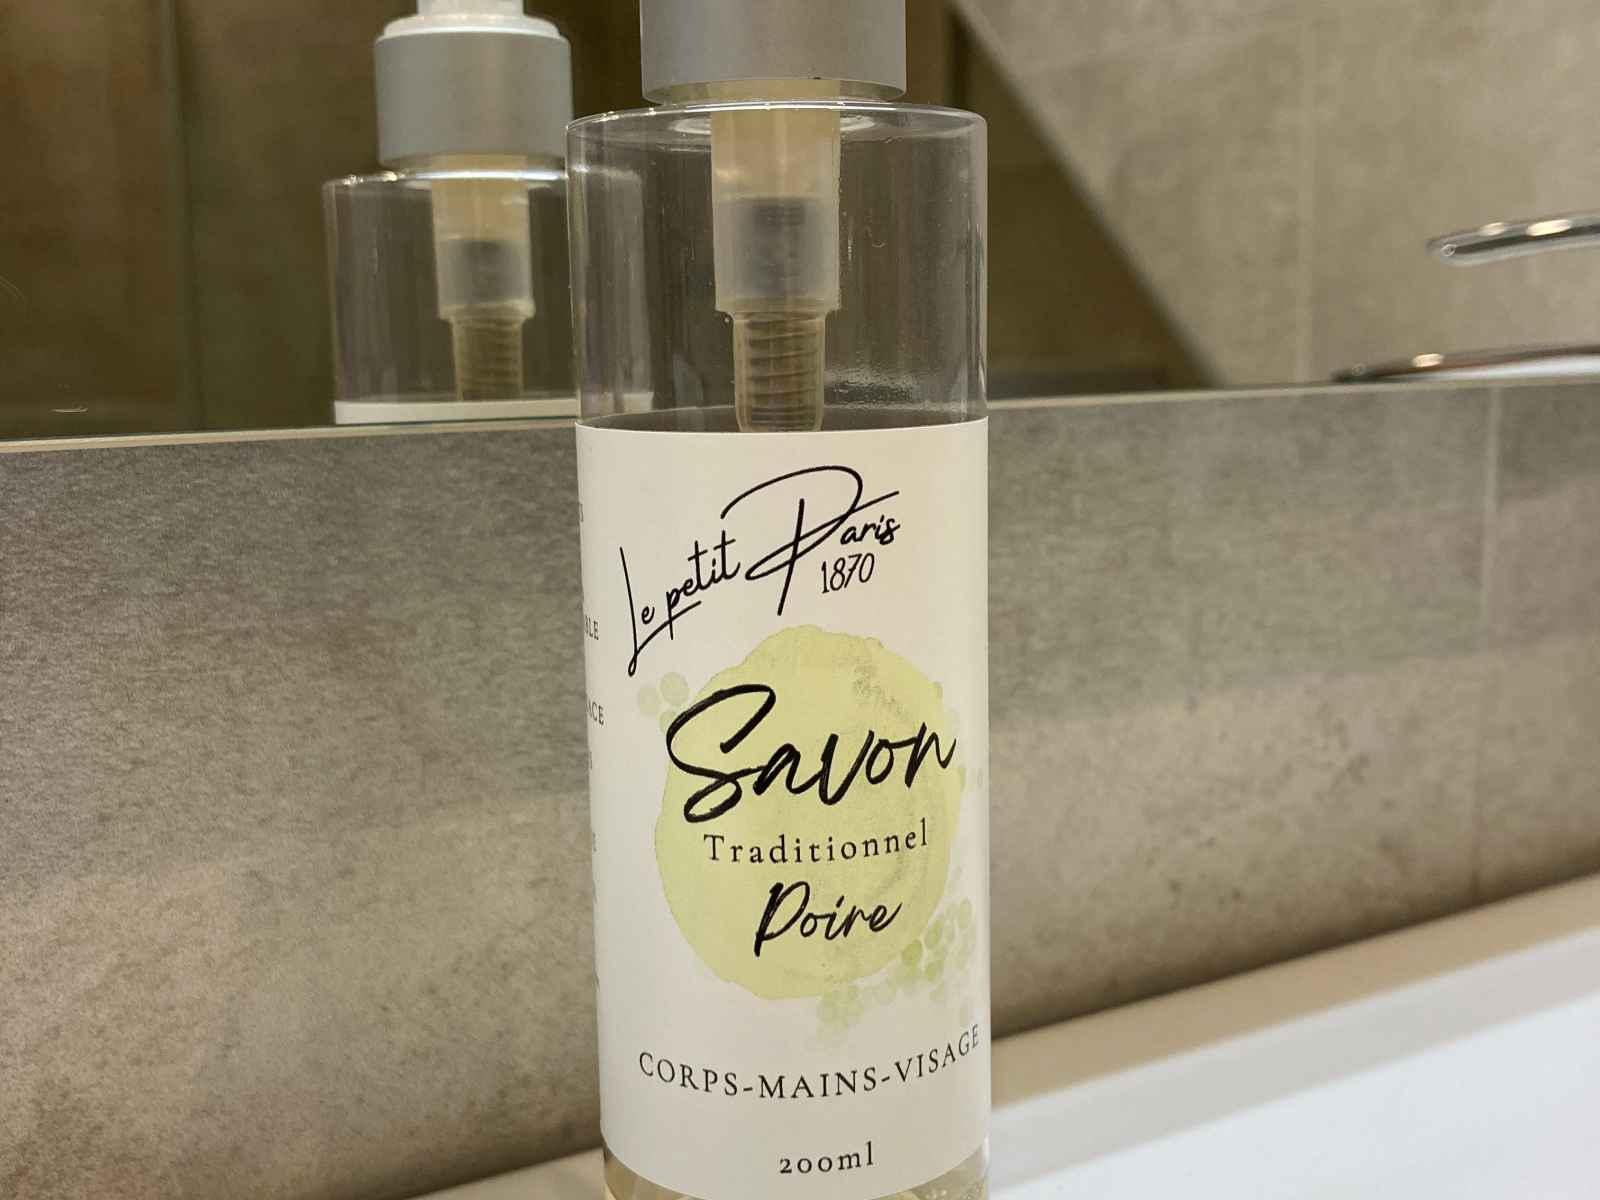 Le petit Paris
1870
Savon
Traditionnel
Poire
CORPS-MAINS-VISAGE
200ml